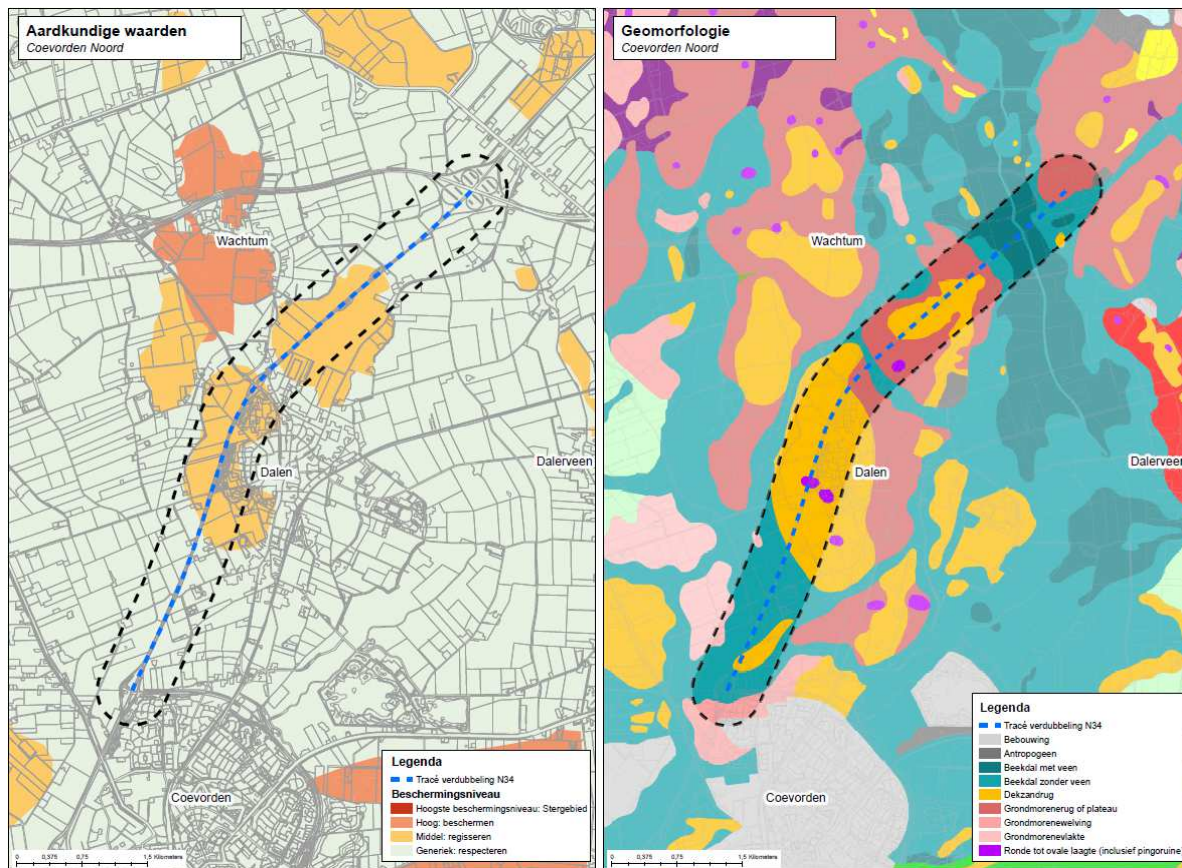 Aardkundige waarden
Coevorden Noord
Wachtum
Dalen
Dalerveen
Coevorden
0 0,375 0,75 1,5 Kilometers
Legenda
Tracé verdubbeling N34
Beschermingsniveau
Hoogste beschermingsniveau: Stergebied
Hoog: beschermen
Middel: regisseren
Generiek: respecteren
Geomorfologie
Coevorden Noord
Wachtum
Dalen
Dalerveen
Coevorden
0 0,375 0,75 1,5 Kilometers
Legenda
Tracé verdubbeling N34
Bebouwing
Antropogeen
Beekdal met veen
Beekdal zonder veen
Dekzandrug
Grondmorenerug of plateau
Grondmorenewelving
Grondmorenevlakte
Ronde tot ovale laagte (inclusief pingoruine